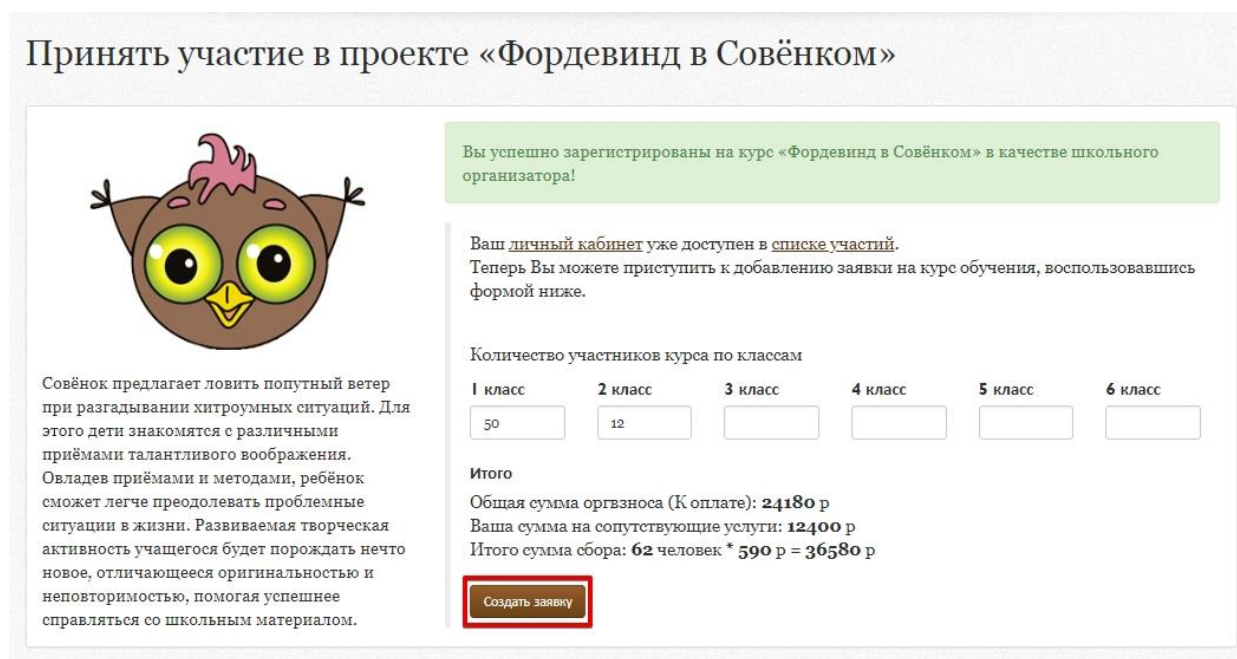 Принять участие в проекте «Фордевинд в Совёнком»
Вы успешно зарегистрированы на курс «Фордевинд в Совёнком» в качестве школьного
организатора!
Ваш личный кабинет уже доступен в списке участий.
Теперь Вы можете приступить к добавлению заявки на курс обучения, воспользовавшись
формой ниже.
Количество участников курса по классам
1 класс 2 класс 3 класс 4 класс 5 класс 6 класс
50 12
Итого
Общая сумма оргвзноса (К оплате): 24180 р
Ваша сумма на сопутствующие услуги: 12400 р
Итого сумма сбора: 62 человек * 590 р = 36580 р
Создать заявку
Совёнок предлагает ловить попутный ветер
при разгадывании хитроумных ситуаций. Для
этого дети знакомятся с различными
приёмами талантливого воображения.
Овладев приёмами и методами, ребёнок
сможет легче преодолевать проблемные
ситуации в жизни. Развиваемая творческая
активность учащегося будет порождать нечто
новое, отличающееся оригинальностью и
неповторимостью, помогая успешнее
справляться со школьным материалом.